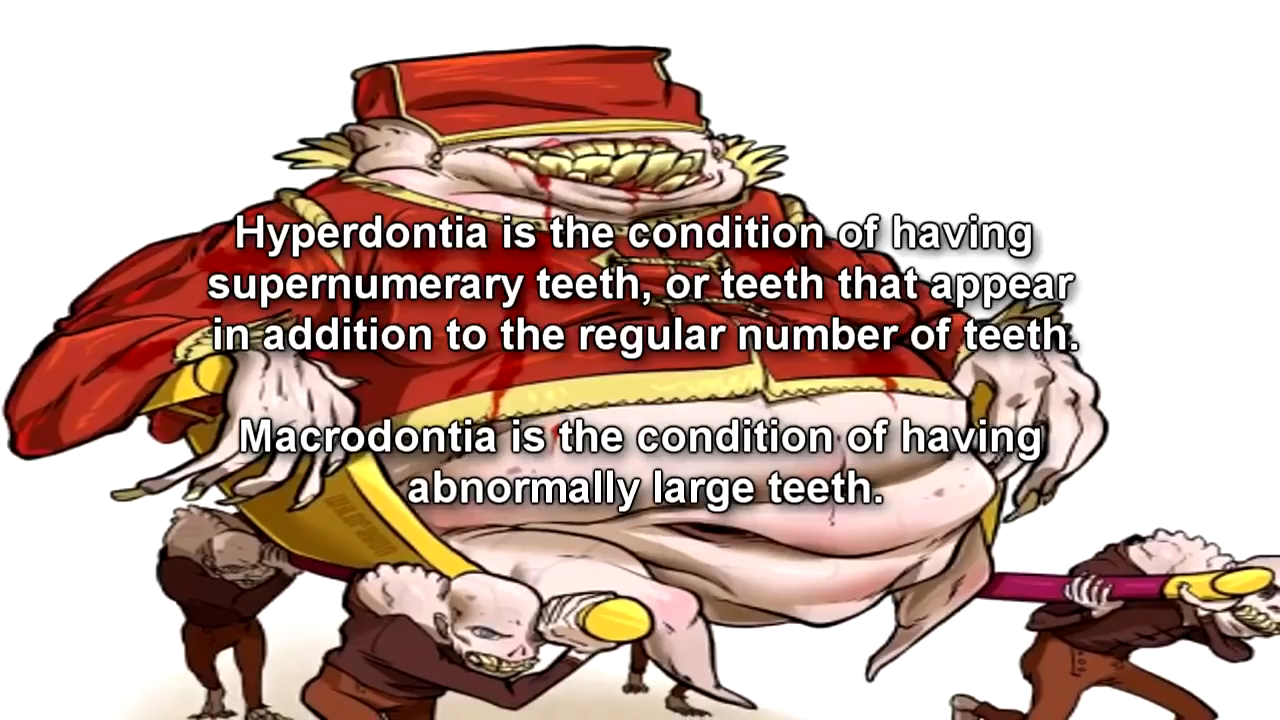 Hyperdontia is the condition of having
supernumerary teeth, or teeth that appear
in addition to the regular number of teeth.
Macrodontia is the condition of having
abnormally large teeth.